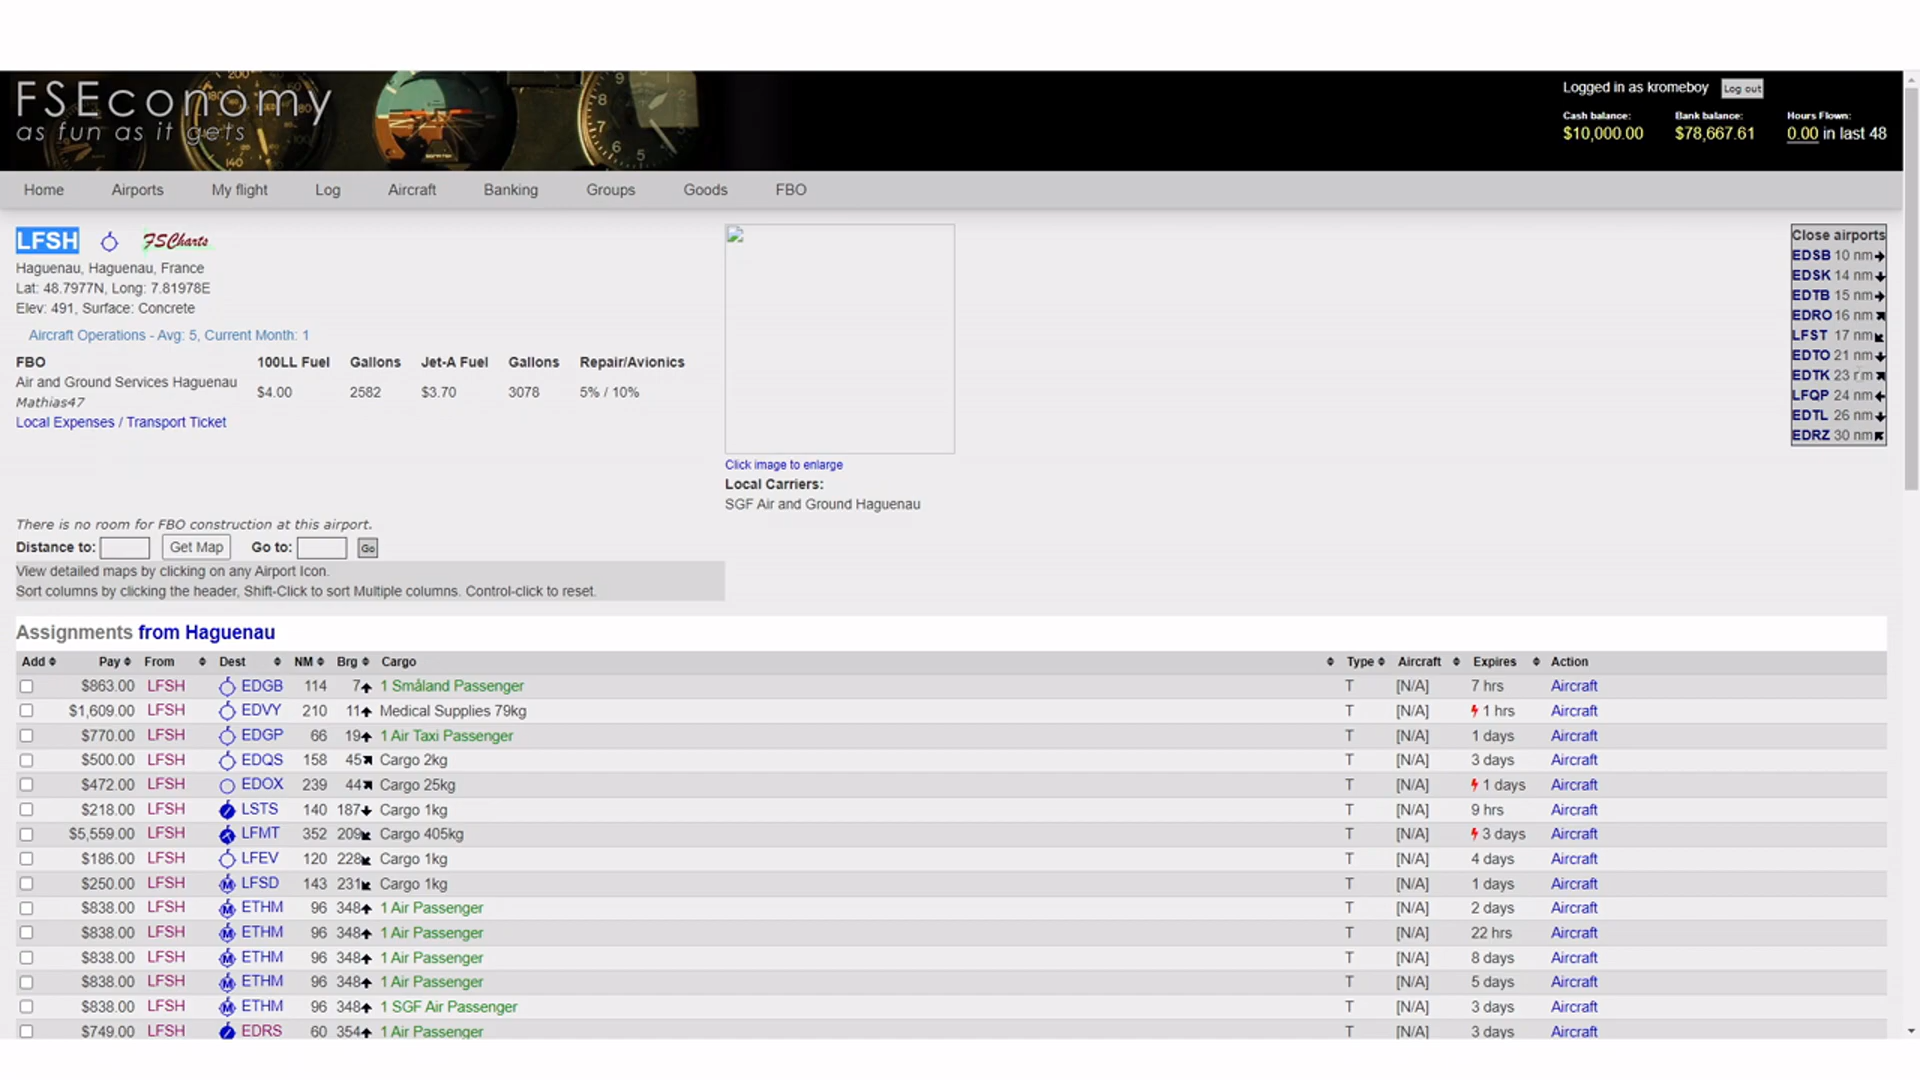 FSEconomy
as fun as it gets
Logged in as kromeboy Log out
Cash balance: Bank balance: Hours Flown:
$10,000.00 $78,667.61 0.00 in last 48
Home Airports My flight Log Aircraft Banking Groups Goods FBO
LFSH FSCharts
Haguenau, Haguenau, France
Lat: 48.7977N, Long: 7.81978E
Elev: 491, Surface: Concrete
Aircraft Operations - Avg: 5, Current Month: 1
FBO 100LL Fuel Gallons Jet-A Fuel Gallons Repair/Avionics
Air and Ground Services Haguenau $4.00 2582 $3.70 3078 5% / 10%
Mathias47
Local Expenses / Transport Ticket
Click image to enlarge
Local Carriers:
SGF Air and Ground Haguenau
Close airports
EDSB 10 nm
EDSK 14 nm
EDTB 15 nm
EDRO 16 nm
LFST 17 nm
EDTO 21 nm
EDTK 23 nm
LFQP 24 nm
EDTL 26 nm
EDRZ 30 nm
There is no room for FBO construction at this airport.
Distance to: Get Map Go to: Go
View detailed maps by clicking on any Airport Icon.
Sort columns by clicking the header, Shift-Click to sort Multiple columns. Control-click to reset.
Assignments from Haguenau
Add Pay From Dest NM Brg Cargo Type Aircraft Expires Action
$863.00 LFSH EDGB 114 7 1 Småland Passenger T [N/A] 7 hrs Aircraft
$1,609.00 LFSH EDVY 210 11 Medical Supplies 79kg T [N/A] 1 hrs Aircraft
$770.00 LFSH EDGP 66 19 1 Air Taxi Passenger T [N/A] 1 days Aircraft
$500.00 LFSH EDQS 158 45 Cargo 2kg T [N/A] 3 days Aircraft
$472.00 LFSH EDOX 239 44 Cargo 25kg T [N/A] 1 days Aircraft
$218.00 LFSH LSTS 140 187 Cargo 1kg T [N/A] 9 hrs Aircraft
$5,559.00 LFSH LFMT 352 209 Cargo 405kg T [N/A] 3 days Aircraft
$186.00 LFSH LFEV 120 228 Cargo 1kg T [N/A] 4 days Aircraft
$250.00 LFSH LFSD 143 231 Cargo 1kg T [N/A] 1 days Aircraft
$838.00 LFSH ETHM 96 348 1 Air Passenger T [N/A] 2 days Aircraft
$838.00 LFSH ETHM 96 348 1 Air Passenger T [N/A] 22 hrs Aircraft
$838.00 LFSH ETHM 96 348 1 Air Passenger T [N/A] 8 days Aircraft
$838.00 LFSH ETHM 96 348 1 Air Passenger T [N/A] 5 days Aircraft
$838.00 LFSH ETHM 96 348 1 SGF Air Passenger T [N/A] 3 days Aircraft
$749.00 LFSH EDRS 60 354 1 Air Passenger T [N/A] 3 days Aircraft